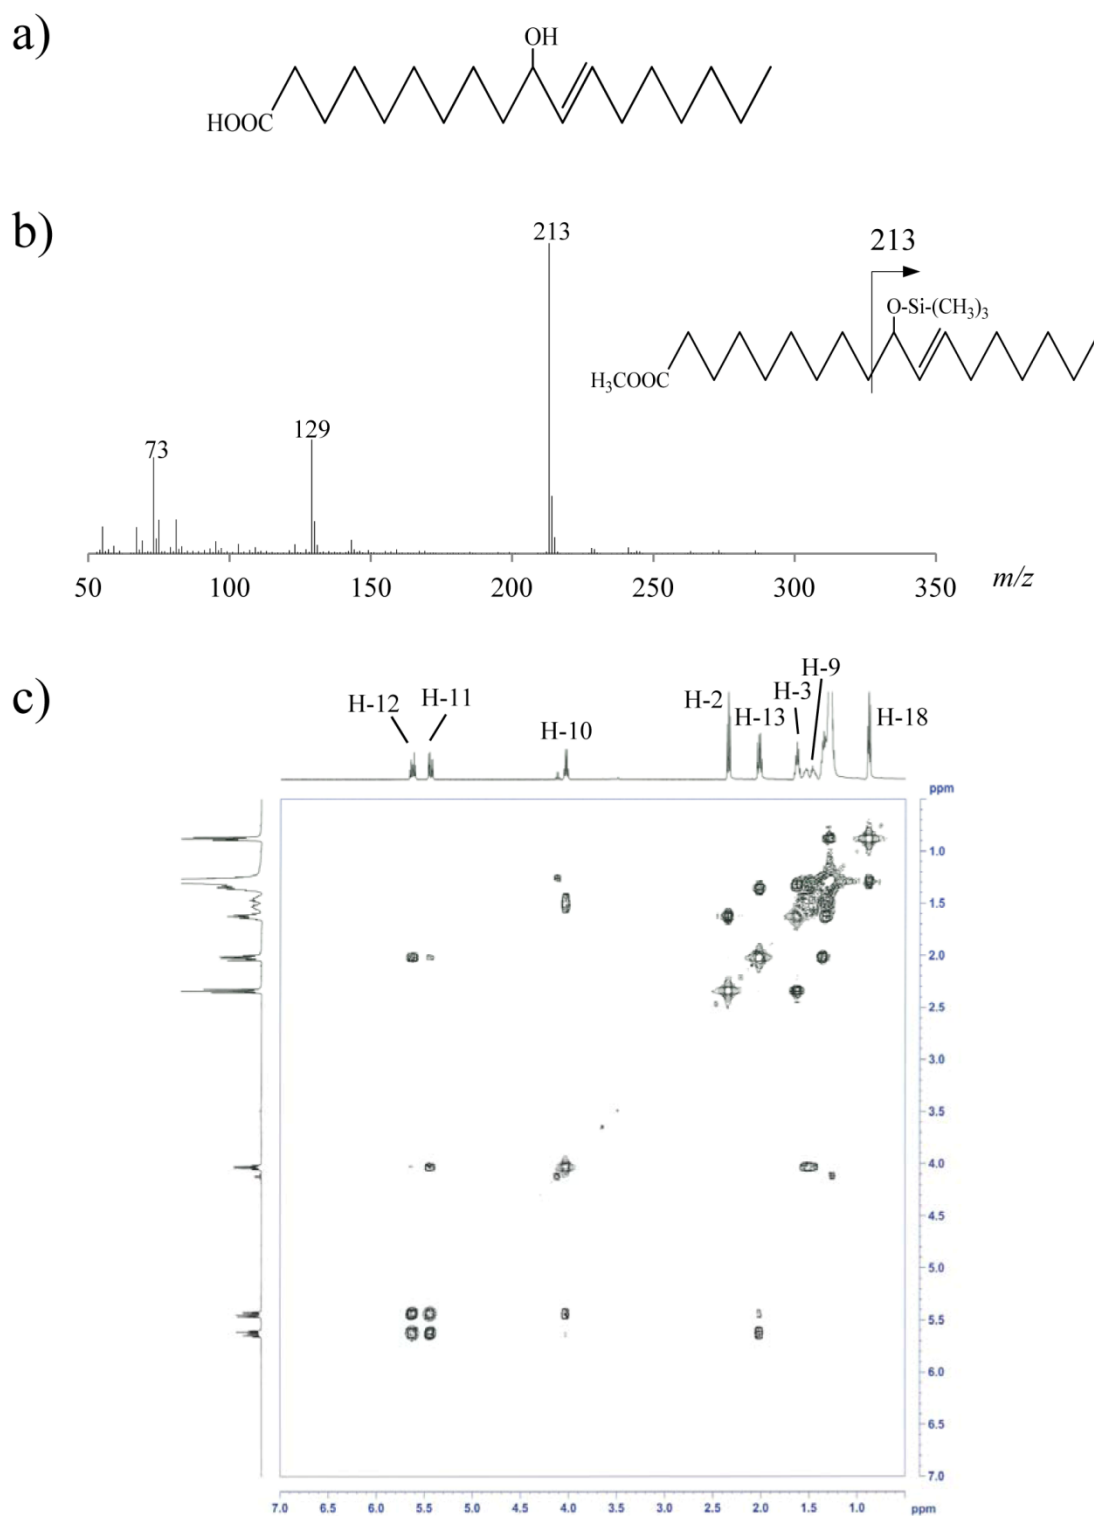 a)
OH
HOOC
b)
213
213
O-Si-(CH₃)₃
H₃COOC
129
73
50 100 150 200 250 300 350 m/z
c)
H-12 H-11 H-10 H-2 H-13 H-3 H-9 H-18
ppm
1.0
1.5
2.0
2.5
3.0
3.5
4.0
4.5
5.0
5.5
6.0
6.5
7.0
7.0 6.5 6.0 5.5 5.0 4.5 4.0 3.5 3.0 2.5 2.0 1.5 1.0 ppm